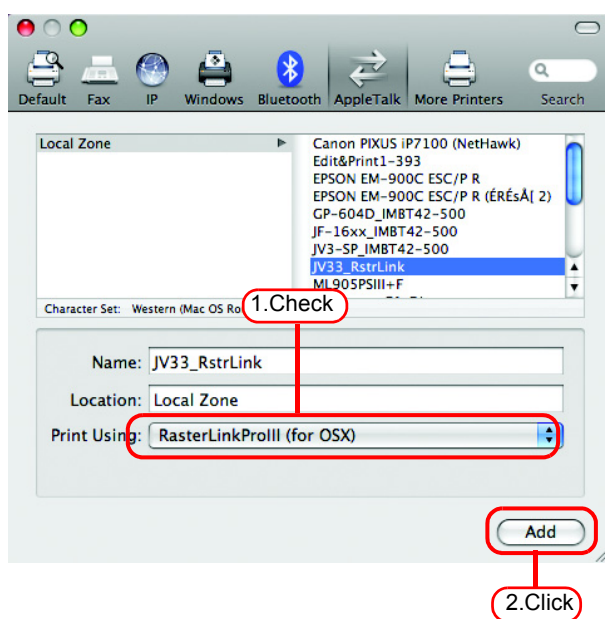 Default Fax IP Windows Bluetooth AppleTalk More Printers Search
Local Zone
Canon PIXUS iP7100 (NetHawk)
Edit&Print1-393
EPSON EM-900C ESC/P R
EPSON EM-900C ESC/P R (ÉRÉsÅ[ 2)
GP-604D_IMBT42-500
JF-16xx_IMBT42-500
JV3-SP_IMBT42-500
JV33_RstrLink
ML905PSIII+F
Character Set: Western (Mac OS Ro
1.Check
Name: JV33_RstrLink
Location: Local Zone
Print Using: RasterLinkProIII (for OSX)
Add
2.Click